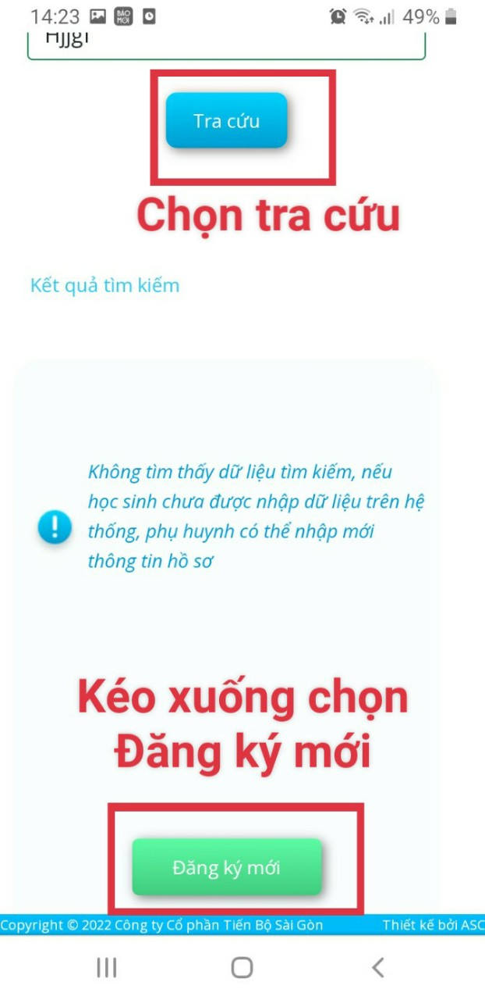 14:23 BÁO MỚI 49%
Tra cứu
Chọn tra cứu
Kết quả tìm kiếm
Không tìm thấy dữ liệu tìm kiếm, nếu
học sinh chưa được nhập dữ liệu trên hệ
thống, phụ huynh có thể nhập mới
thông tin hồ sơ
Kéo xuống chọn
Đăng ký mới
Đăng ký mới
Copyright © 2022 Công ty Cổ phần Tiến Bộ Sài Gòn Thiết kế bởi ASC